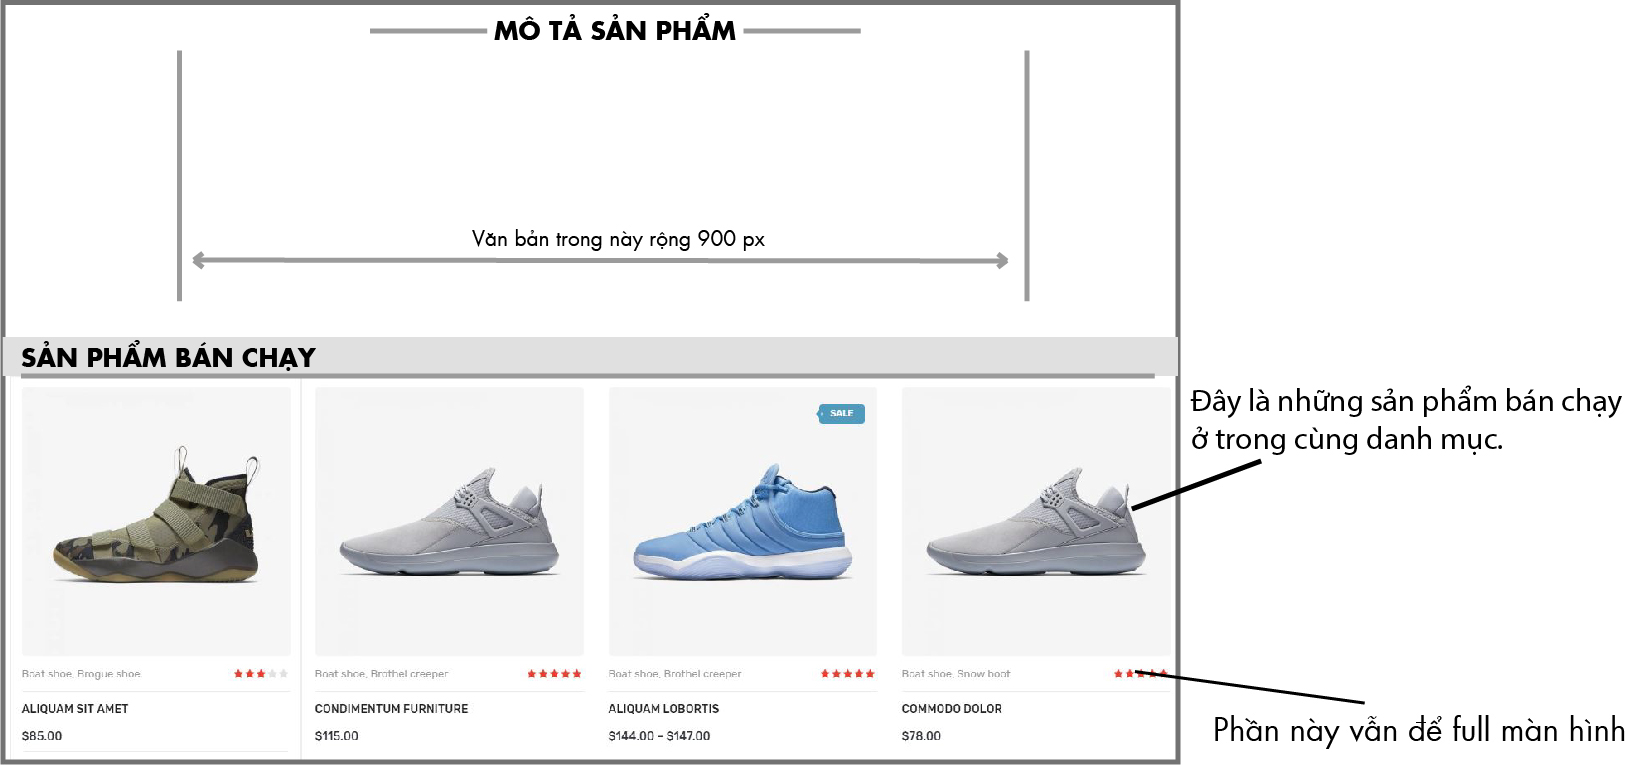 MÔ TẢ SẢN PHẨM
Văn bản trong này rộng 900 px
SẢN PHẨM BÁN CHẠY
SALE
Đây là những sản phẩm bán chạy
ở trong cùng danh mục.
Boat shoe, Brogue shoe
Boat shoe, Brothel creeper
Boat shoe, Brothel creeper
Boat shoe, Snow boot
ALIQUAM SIT AMET
CONDIMENTUM FURNITURE
ALIQUAM LOBORTIS
COMMODO DOLOR
$85.00
$115.00
$144.00 – $147.00
$78.00
Phần này vẫn để full màn hình